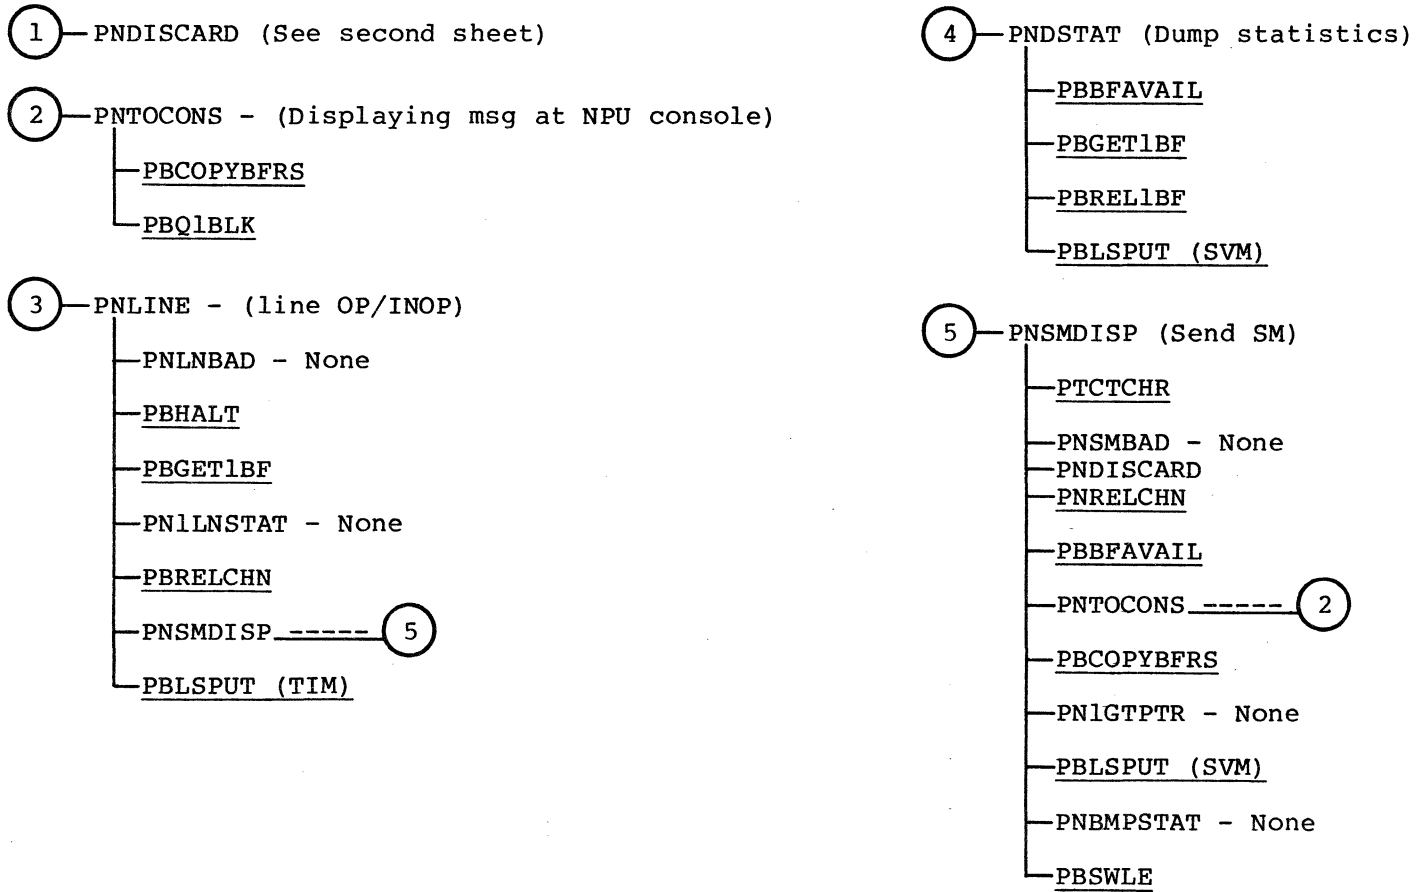 1 PNDISCARD (See second sheet)
2 PNTOCONS - (Displaying msg at NPU console)
PBCOPYBFRS
PBQ1BLK
3 PNLINE - (line OP/INOP)
PNLNBAD - None
PBHALT
PBGET1BF
PN1LNSTAT - None
PBRELCHN
PNSMDISP ----- 5
PBLSPUT (TIM)
4 PNDSTAT (Dump statistics)
PBBFAVAIL
PBGET1BF
PBREL1BF
PBLSPUT (SVM)
5 PNSMDISP (Send SM)
PTCTCHR
PNSMBAD - None
PNDISCARD
PNRELCHN
PBBFAVAIL
PNTOCONS ----- 2
PBCOPYBFRS
PN1GTPTR - None
PBLSPUT (SVM)
PNBMPSTAT - None
PBSWLE